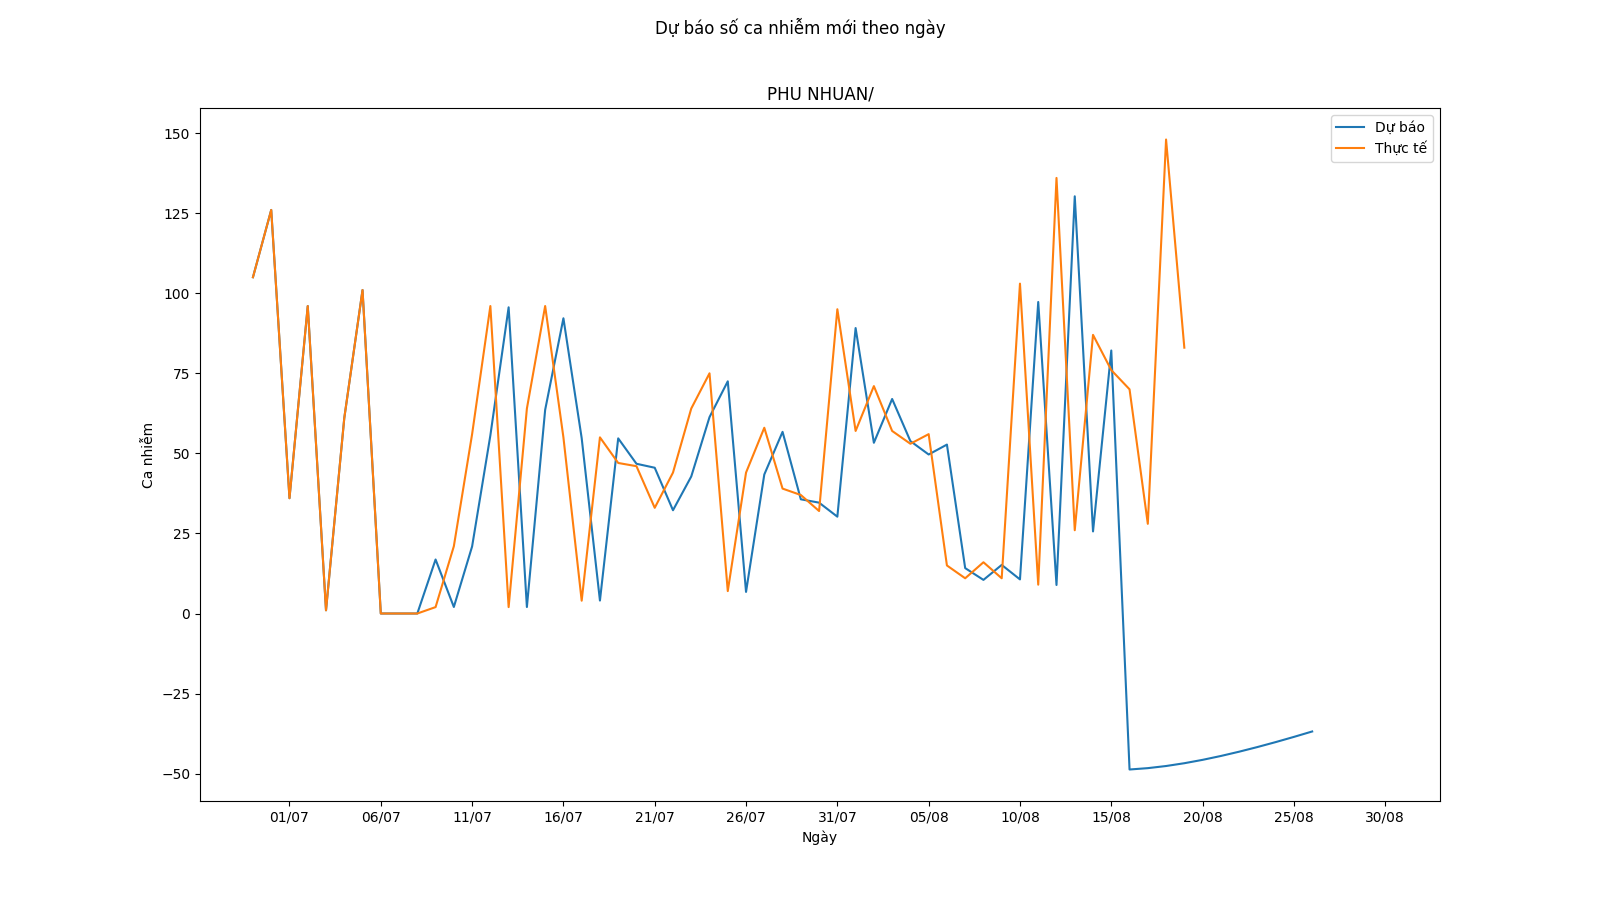 Dự báo số ca nhiễm mới theo ngày
PHU NHUAN/
Dự báo
Thực tế
Ca nhiễm
150
125
100
75
50
25
0
−25
−50
01/07 06/07 11/07 16/07 21/07 26/07 31/07 05/08 10/08 15/08 20/08 25/08 30/08
Ngày